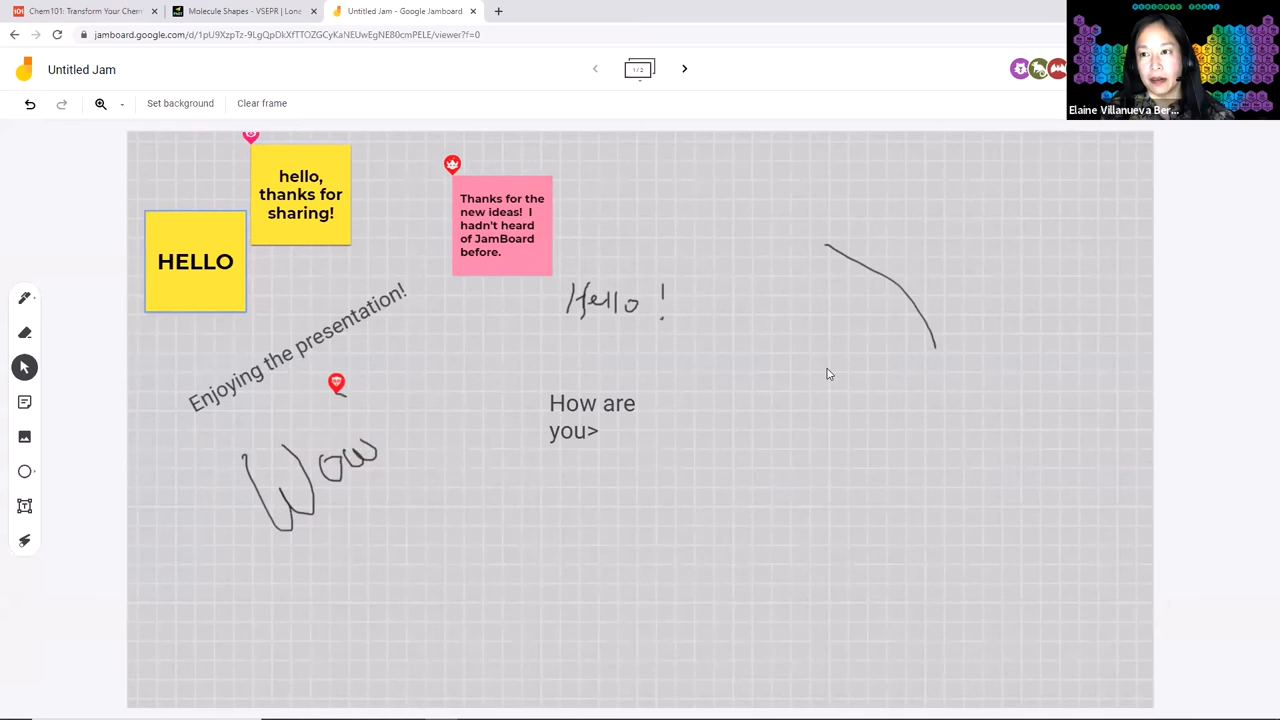 Chem101: Transform Your Chem
Molecule Shapes - VSEPR | Lone
Untitled Jam - Google Jamboard
jamboard.google.com/d/1pU9XzpTz-9LgQpDkXfTTOZGCyKaNEUwEgNE80cmPELE/viewer?f=0
Untitled Jam
1 / 2
Set background
Clear frame
Elaine Villanueva Ber...
hello,
thanks for
sharing!
HELLO
Thanks for the
new ideas! I
hadn't heard
of JamBoard
before.
Enjoying the presentation!
Hello !
How are
you>
Wow